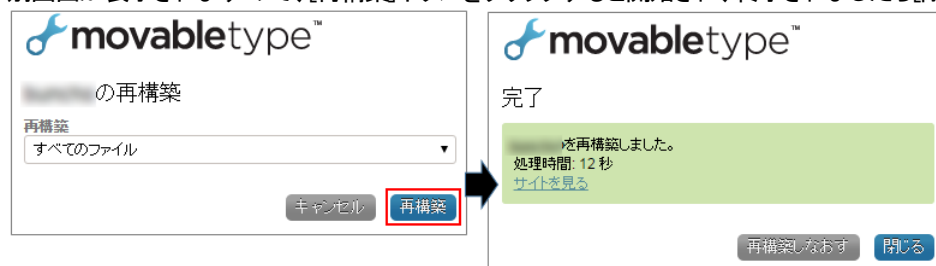 movabletype™
の再構築
再構築
すべてのファイル
キャンセル
再構築
movabletype™
完了
を再構築しました。
処理時間: 12 秒
サイトを見る
再構築しなおす
閉じる